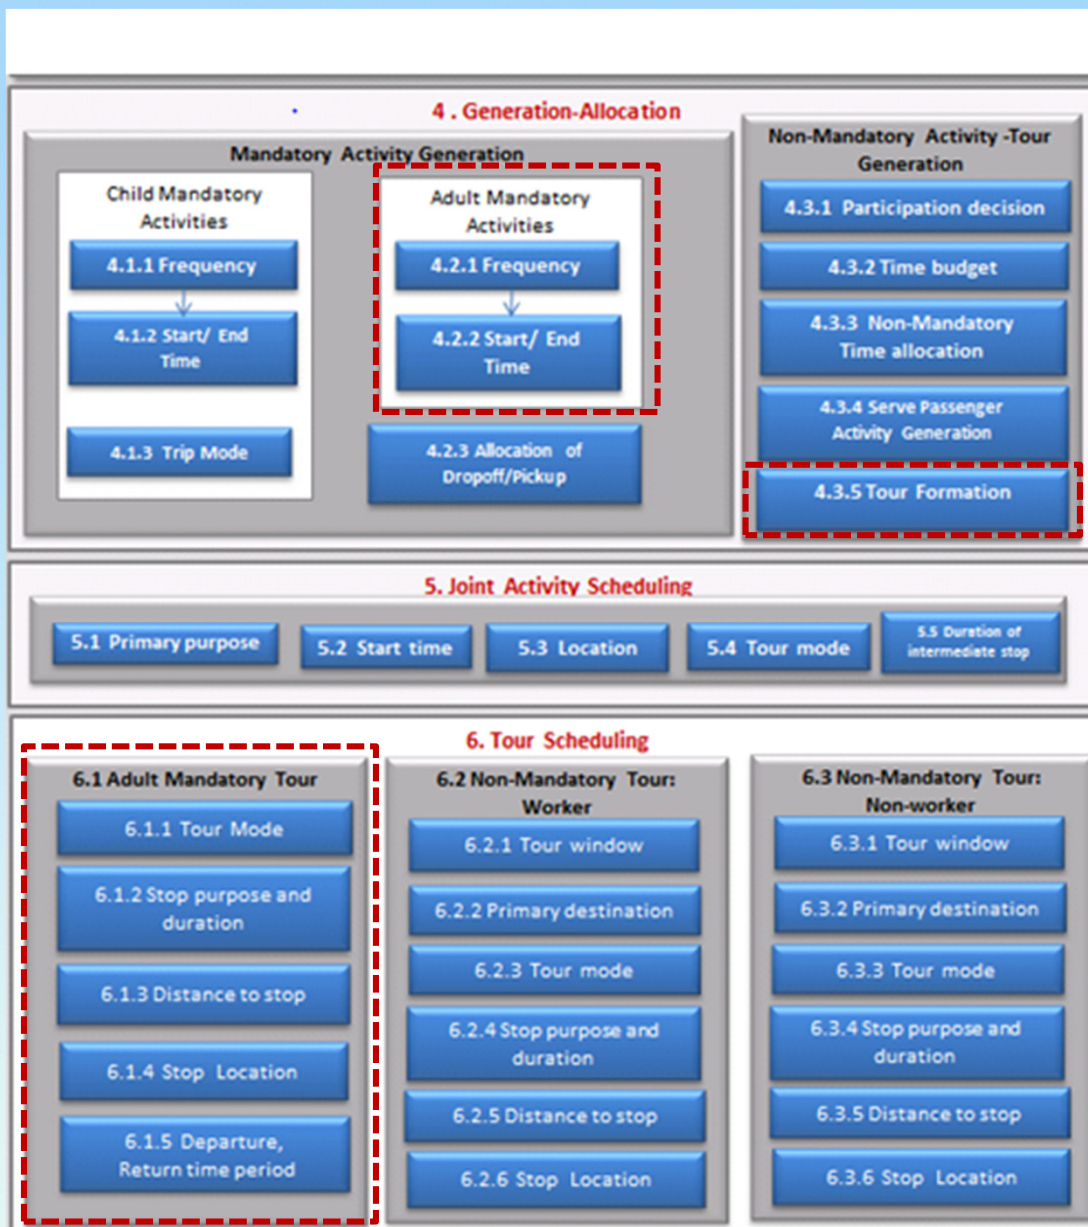 4 . Generation-Allocation
Mandatory Activity Generation
Child Mandatory
Activities
4.1.1 Frequency
4.1.2 Start/ End
Time
4.1.3 Trip Mode
Adult Mandatory
Activities
4.2.1 Frequency
4.2.2 Start/ End
Time
4.2.3 Allocation of
Dropoff/Pickup
Non-Mandatory Activity -Tour
Generation
4.3.1 Participation decision
4.3.2 Time budget
4.3.3 Non-Mandatory
Time allocation
4.3.4 Serve Passenger
Activity Generation
4.3.5 Tour Formation
5. Joint Activity Scheduling
5.1 Primary purpose
5.2 Start time
5.3 Location
5.4 Tour mode
5.5 Duration of
intermediate stop
6. Tour Scheduling
6.1 Adult Mandatory Tour
6.1.1 Tour Mode
6.1.2 Stop purpose and
duration
6.1.3 Distance to stop
6.1.4 Stop Location
6.1.5 Departure,
Return time period
6.2 Non-Mandatory Tour:
Worker
6.2.1 Tour window
6.2.2 Primary destination
6.2.3 Tour mode
6.2.4 Stop purpose and
duration
6.2.5 Distance to stop
6.2.6 Stop Location
6.3 Non-Mandatory Tour:
Non-worker
6.3.1 Tour window
6.3.2 Primary destination
6.3.3 Tour mode
6.3.4 Stop purpose and
duration
6.3.5 Distance to stop
6.3.6 Stop Location